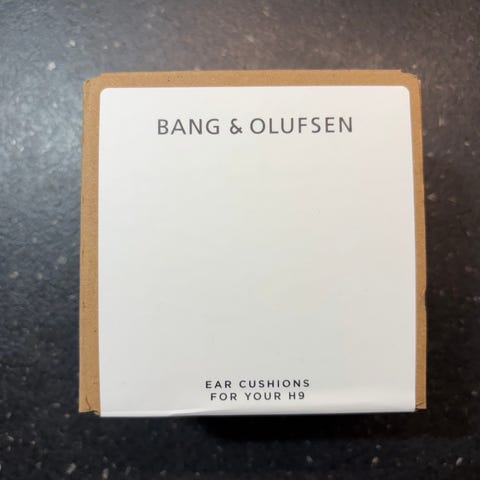 BANG & OLUFSEN
EAR CUSHIONS
FOR YOUR H9